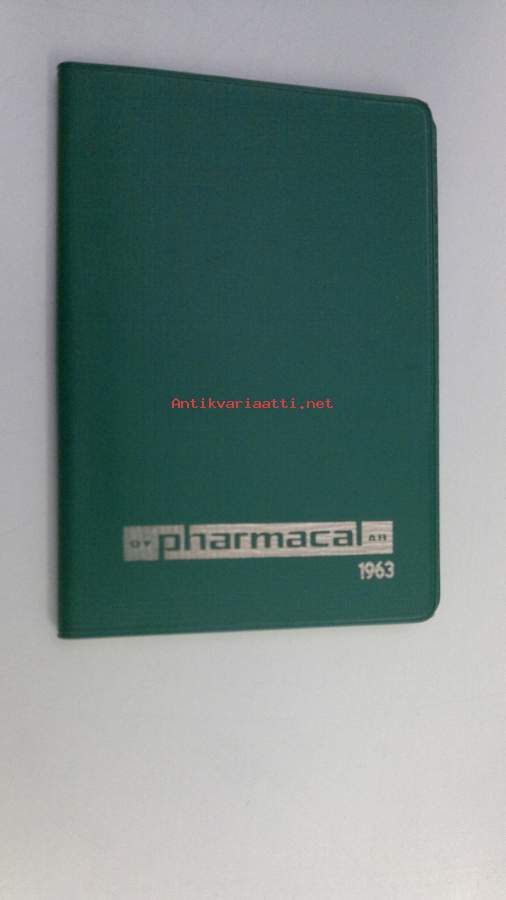 Antikvariaatti.net
OY pharmacal AB
1963